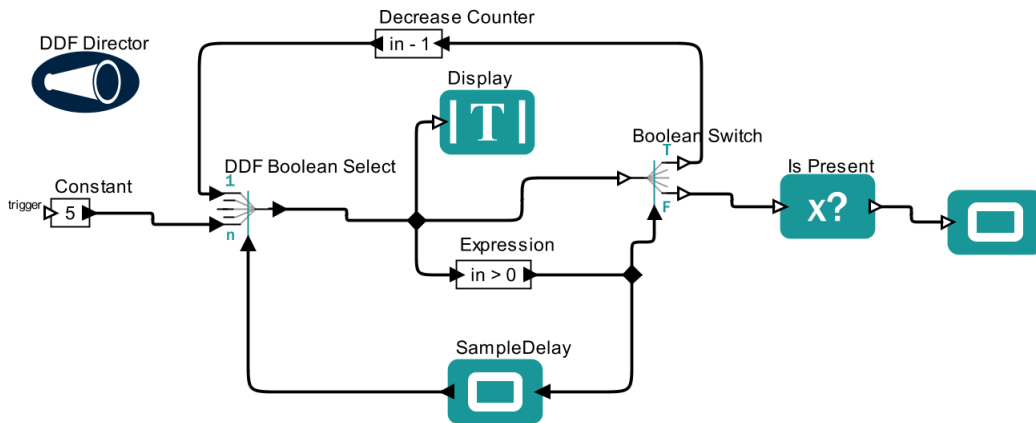 Decrease Counter
DDF Director
in - 1
Display
T
Boolean Switch
T
DDF Boolean Select
Is Present
1
Constant
trigger
5
x?
F
n
Expression
in > 0
SampleDelay